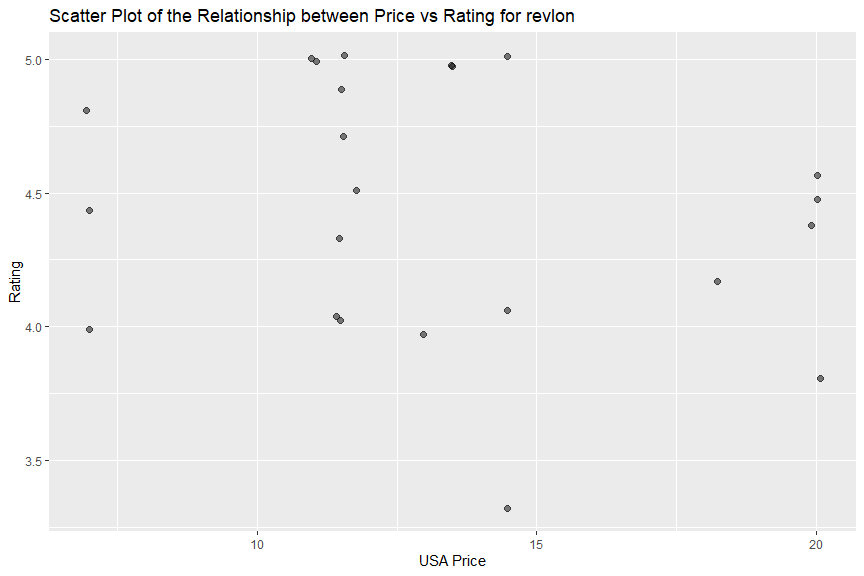 Scatter Plot of the Relationship between Price vs Rating for revlon
5.0
4.5
4.0
3.5
Rating
10 15 20
USA Price